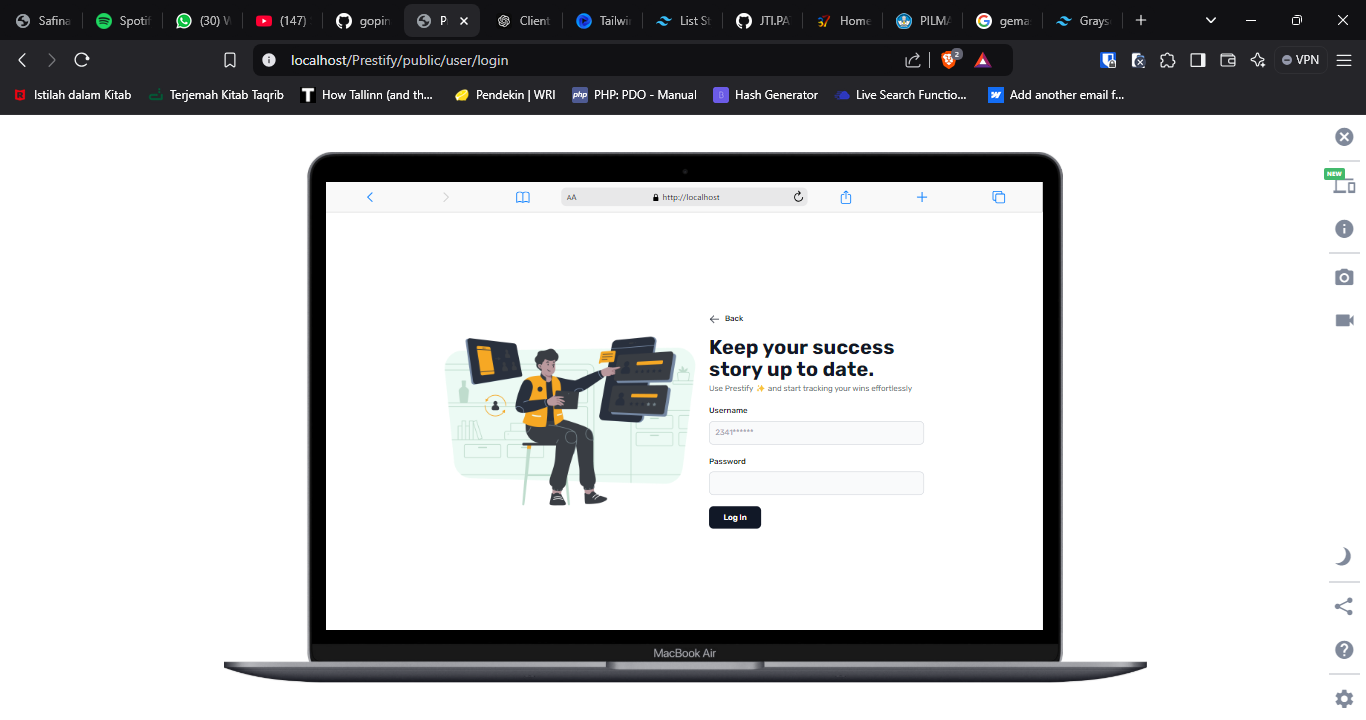 Safina
Spotif
(30) W
(147)
gopin
P
Client
Tailwi
List St
JTI.PA
Home
PILMA
gema
Grays
localhost/Prestify/public/user/login
2
VPN
Istilah dalam Kitab
Terjemah Kitab Taqrib
T
How Tallinn (and th...
Pendekin | WRI
php
PHP: PDO - Manual
Hash Generator
Live Search Functio...
Add another email f...
NEW
AA
http://localhost
Back
Keep your success
story up to date.
Use Prestify ✨ and start tracking your wins effortlessly
Username
2341******
Password
Log In
MacBook Air